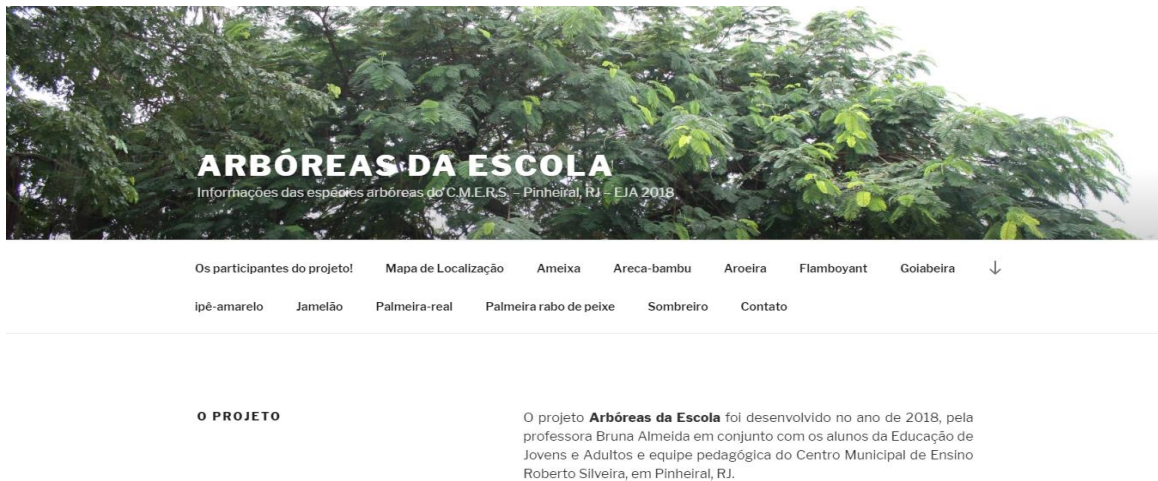 ARBÓREAS DA ESCOLA
Informações das espécies arbóreas do C.M.E.R.S. – Pinheiral, RJ – EJA 2018
Os participantes do projeto! Mapa de Localização Ameixa Areca-bambu Aroeira Flamboyant Goiabeira
ipê-amarelo Jamelão Palmeira-real Palmeira rabo de peixe Sombreiro Contato
O PROJETO
O projeto Arbóreas da Escola foi desenvolvido no ano de 2018, pela
professora Bruna Almeida em conjunto com os alunos da Educação de
Jovens e Adultos e equipe pedagógica do Centro Municipal de Ensino
Roberto Silveira, em Pinheiral, RJ.